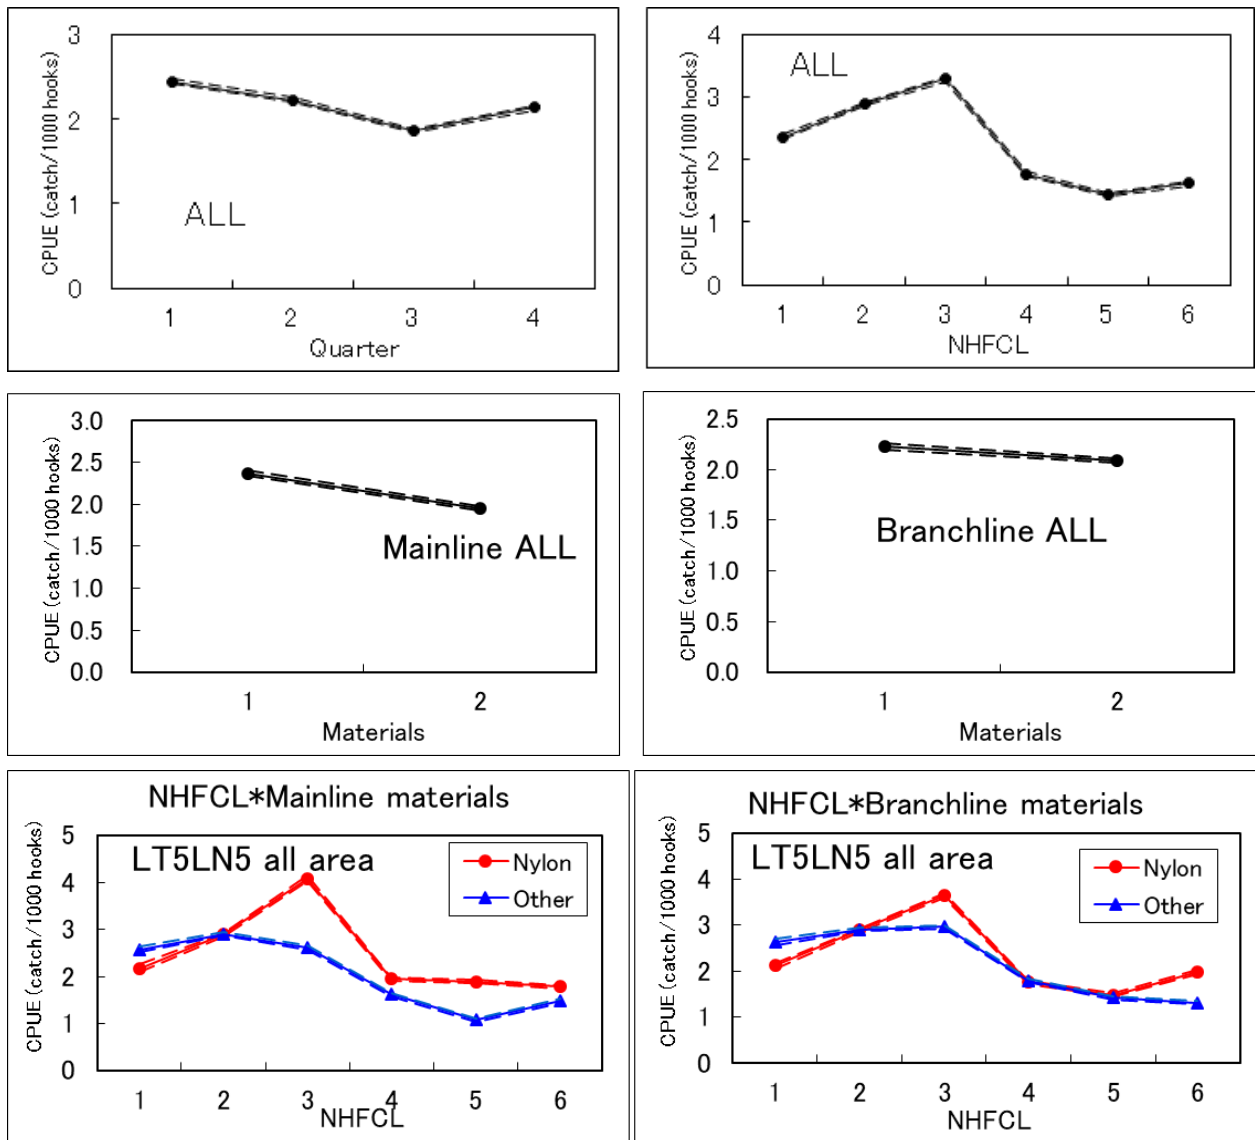 CPUE (catch/1000 hooks)
3
2
1
0
ALL
1 2 3 4
Quarter
CPUE (catch/1000 hooks)
4
3
2
1
0
ALL
1 2 3 4 5 6
NHFCL
CPUE (catch/1000 hooks)
3.0
2.5
2.0
1.5
1.0
0.5
0.0
Mainline ALL
1 2
Materials
CPUE (catch/1000 hooks)
2.5
2.0
1.5
1.0
0.5
0.0
Branchline ALL
1 2
Materials
NHFCL*Mainline materials
CPUE (catch/1000 hooks)
5
4
3
2
1
0
LT5LN5 all area
Nylon
Other
1 2 3 4 5 6
NHFCL
NHFCL*Branchline materials
CPUE (catch/1000 hooks)
5
4
3
2
1
0
LT5LN5 all area
Nylon
Other
1 2 3 4 5 6
NHFCL